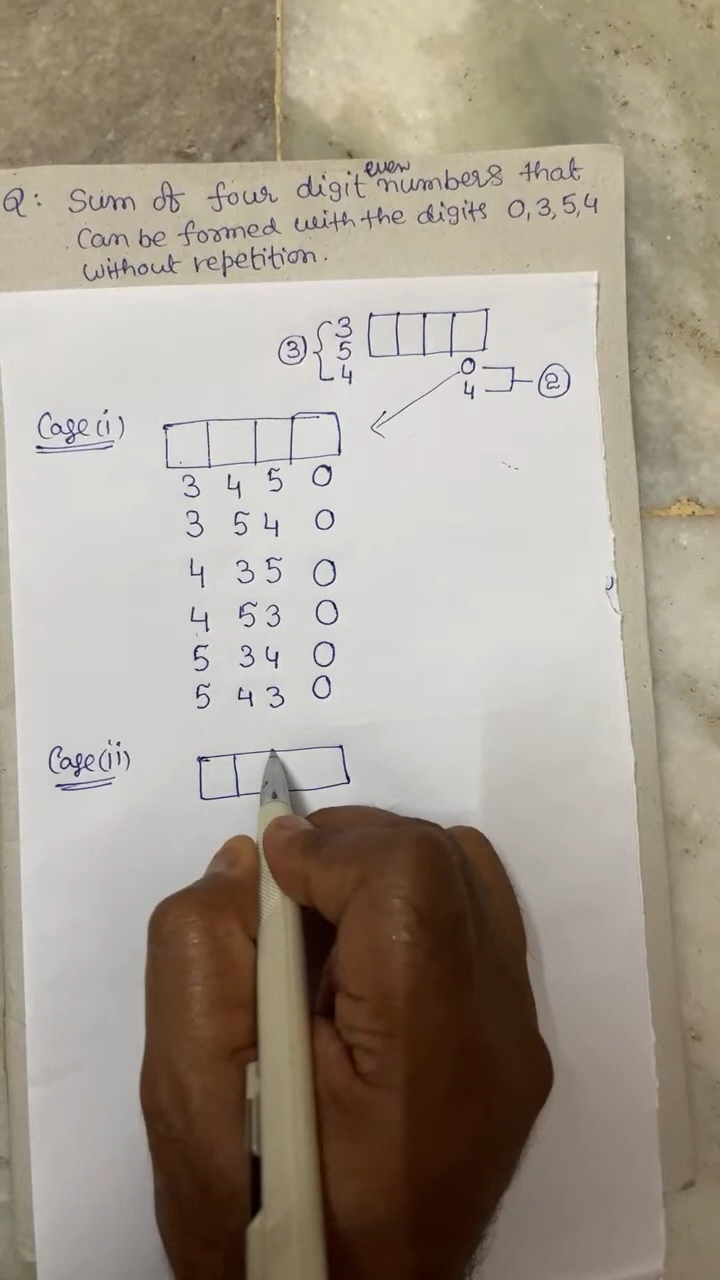 Q: Sum of four digit even numbers that
can be formed with the digits 0,3,5,4
without repetition.
③ { 3
5
4
0
4 ] - ②
Case(i)
3 4 5 0
3 5 4 0
4 3 5 0
4 5 3 0
5 3 4 0
5 4 3 0
Case(ii)